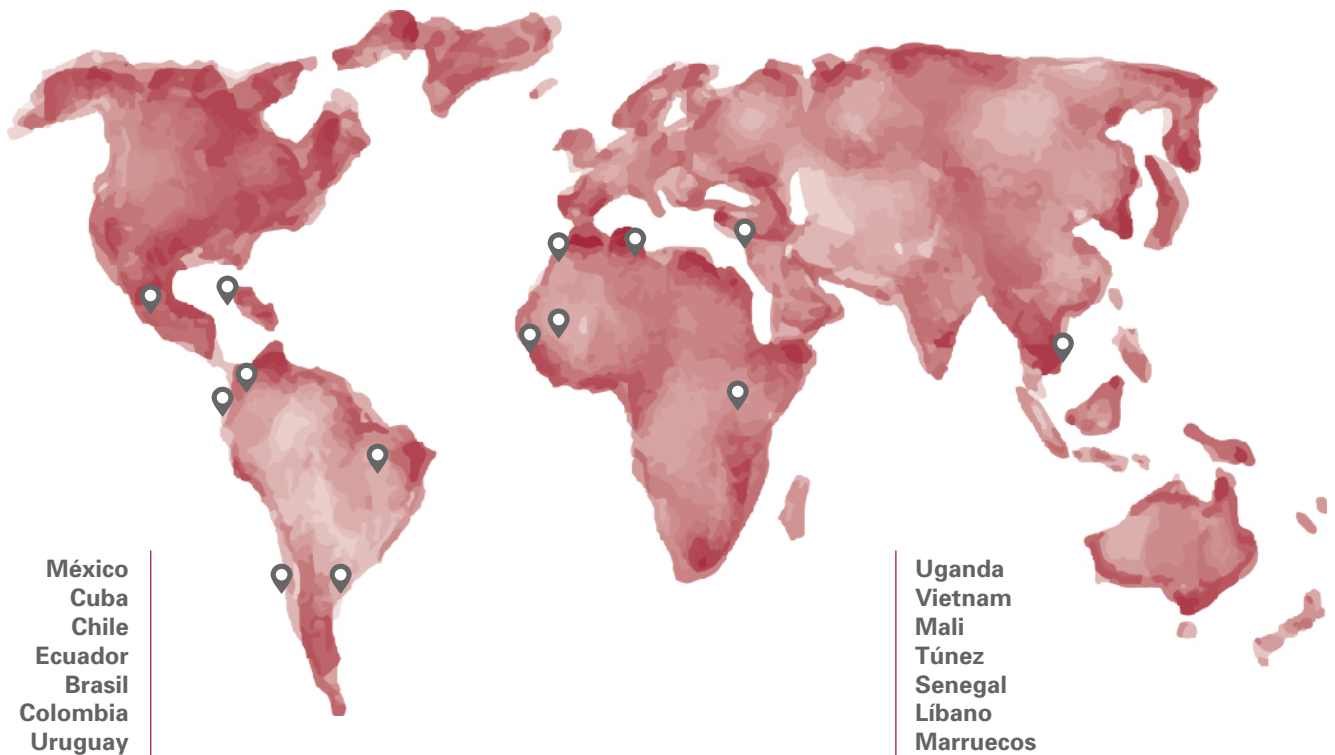 México
Cuba
Chile
Ecuador
Brasil
Colombia
Uruguay
Uganda
Vietnam
Mali
Túnez
Senegal
Líbano
Marruecos